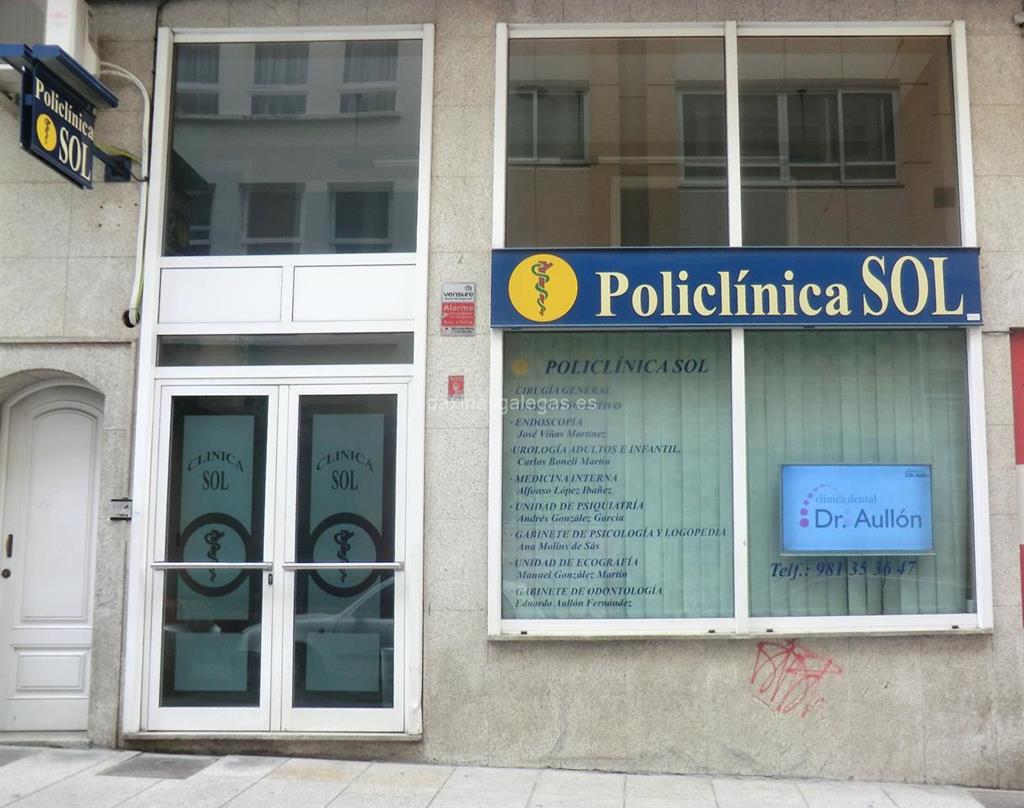 Policlínica
SOL
Policlínica SOL
verisure
Alarma
CLINICA
SOL
CLINICA
SOL
POLICLÍNICA SOL
· CIRUGÍA GENERAL
· ENDOSCOPIA
José Viñas Martínez
· UROLOGÍA ADULTOS E INFANTIL.
Carlos Boneli Martín
· MEDICINA INTERNA
Alfonso López Ibañez
· UNIDAD DE PSIQUIATRÍA
Andrés González García
· GABINETE DE PSICOLOGÍA Y LOGOPEDIA
Ana Molins de Sás
· UNIDAD DE ECOGRAFÍA
Manuel González Martín
· GABINETE DE ODONTOLOGÍA
Eduardo Aullón Fernández
clínica dental
Dr. Aullón
Telf.: 981 35 36 47
paxinasgalegas.es